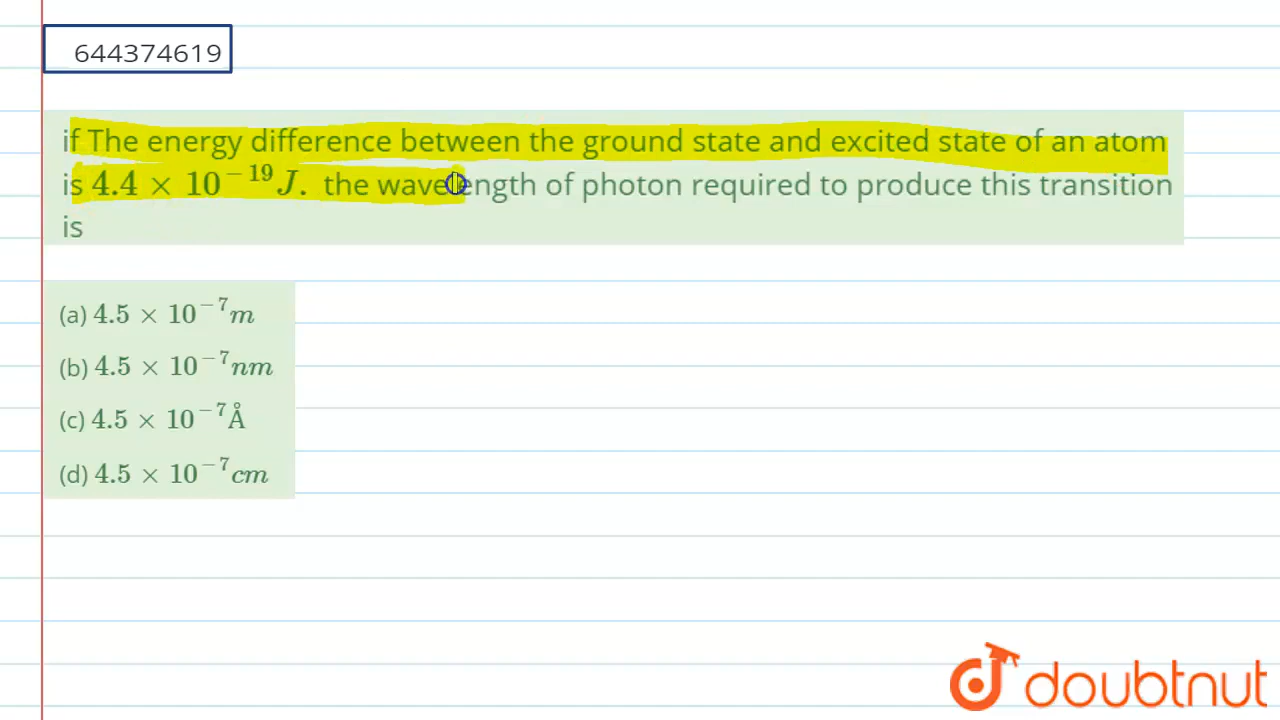 644374619
if The energy difference between the ground state and excited state of an atom
is 4.4 × 10⁻¹⁹ J. the wavelength of photon required to produce this transition
is
(a) 4.5 × 10⁻⁷ m
(b) 4.5 × 10⁻⁷ nm
(c) 4.5 × 10⁻⁷ Å
(d) 4.5 × 10⁻⁷ cm
doubtnut